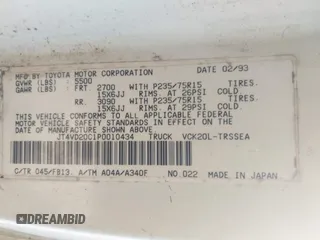 MFD BY TOYOTA MOTOR CORPORATION DATE 02/93
GVWR (LBS) 5500
GAWR (LBS) FRT 2700 WITH P235/75R15 TIRES.
15X6JJ RIMS. AT 26PSI COLD.
RR 3090 WITH P235/75R15 TIRES.
15X6JJ RIMS. AT 29PSI COLD.
THIS VEHICLE CONFORMS TO ALL APPLICABLE FEDERAL
MOTOR VEHICLE SAFETY STANDARDS IN EFFECT ON
THE DATE OF MANUFACTURE SHOWN ABOVE.
JT4VD20C1P0010434 TRUCK VCK20L-TRSSEA
C/TR 045/FB13. A/TM A04A/A340F NO.022 MADE IN JAPAN